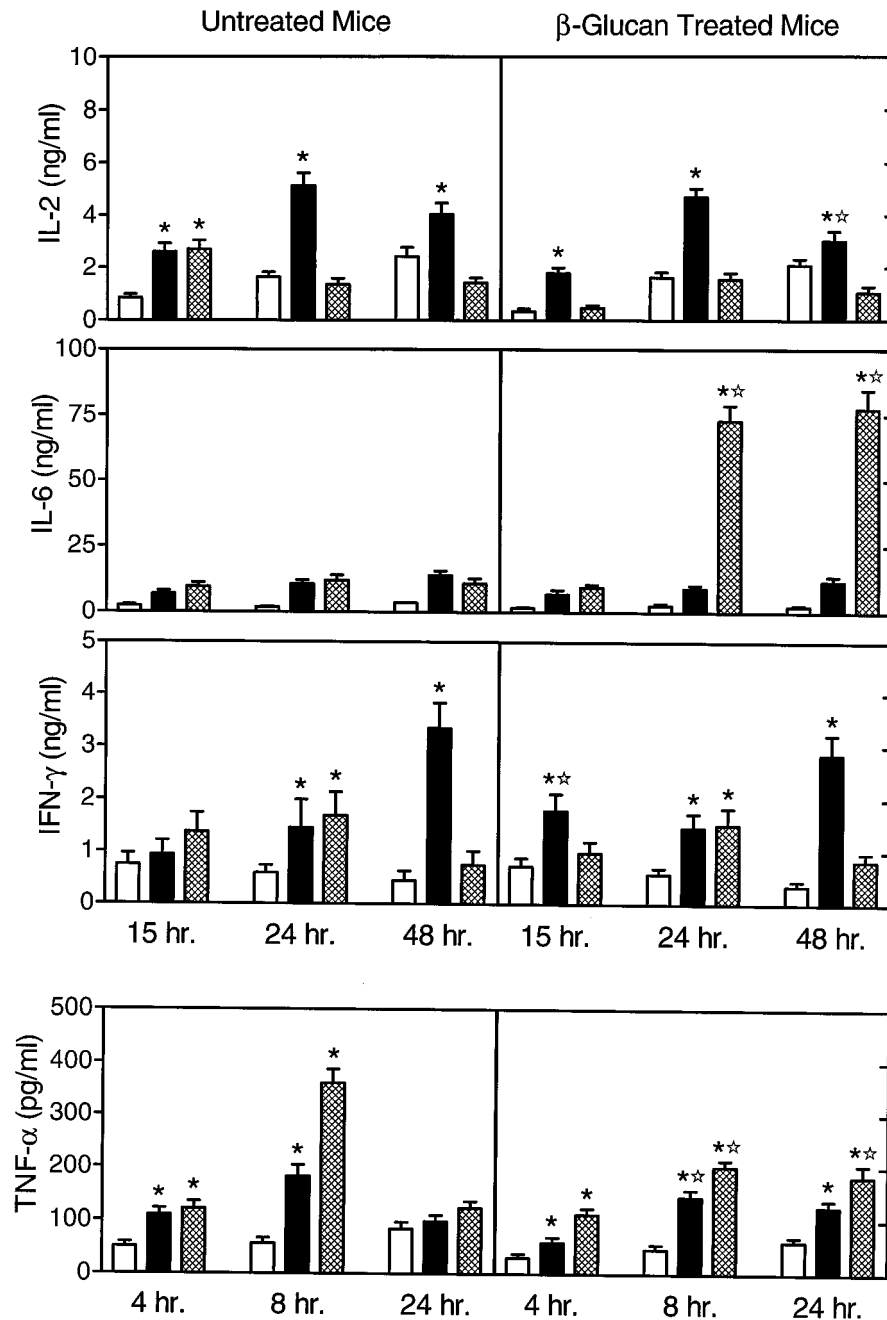 Untreated Mice
β-Glucan Treated Mice
IL-2 (ng/ml)
10
8
6
4
2
0
* * * *
* * *☆
IL-6 (ng/ml)
100
75
50
25
0
*☆ *☆
IFN-γ (ng/ml)
5
4
3
2
1
0
* * *
*☆ * * *
15 hr. 24 hr. 48 hr. 15 hr. 24 hr. 48 hr.
TNF-α (pg/ml)
500
400
300
200
100
0
* * * *
* * *☆ *☆ * *☆
4 hr. 8 hr. 24 hr. 4 hr. 8 hr. 24 hr.